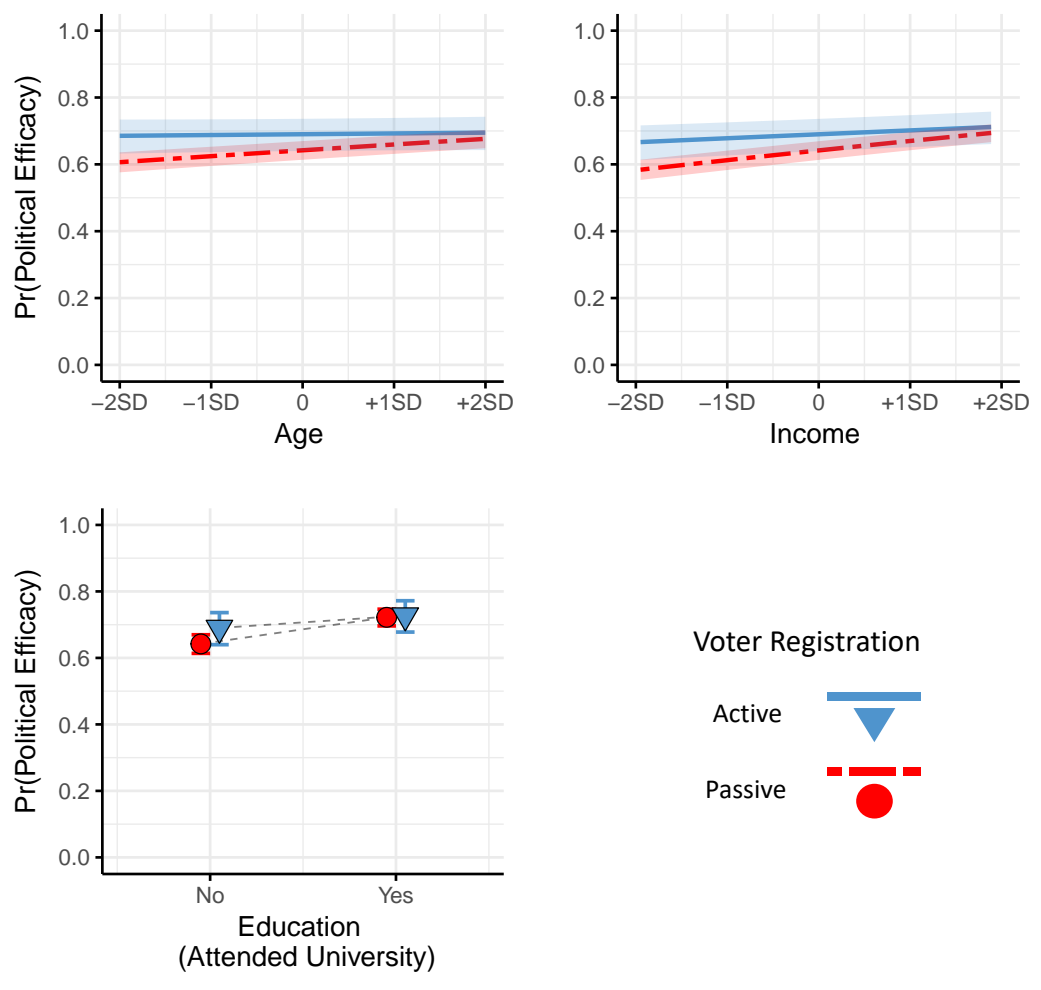 Pr(Political Efficacy)
1.0
0.8
0.6
0.4
0.2
0.0
−2SD −1SD 0 +1SD +2SD
Age
1.0
0.8
0.6
0.4
0.2
0.0
−2SD −1SD 0 +1SD +2SD
Income
Pr(Political Efficacy)
1.0
0.8
0.6
0.4
0.2
0.0
No Yes
Education
(Attended University)
Voter Registration
Active
Passive